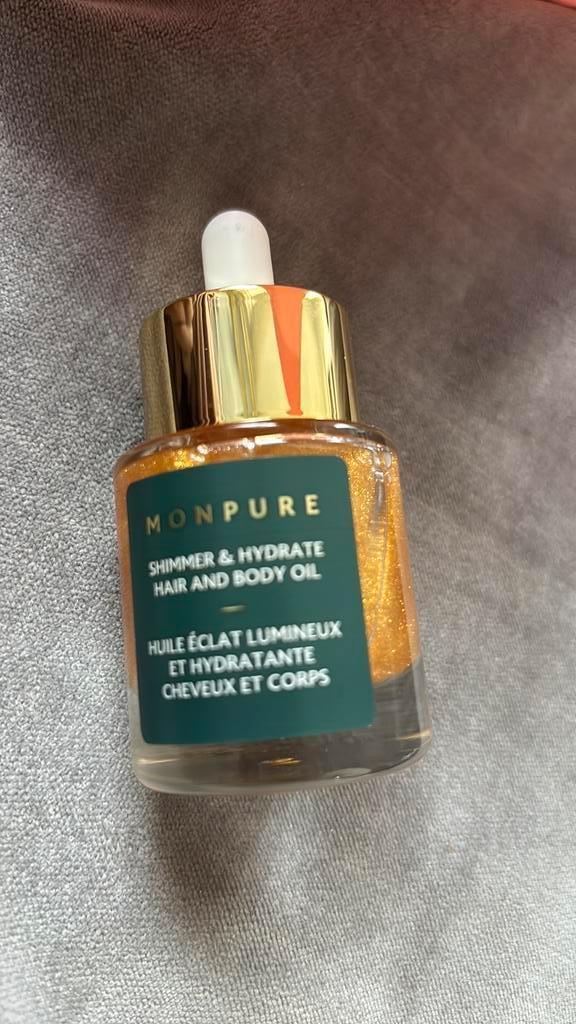 MONPURE
SHIMMER & HYDRATE
HAIR AND BODY OIL
HUILE ÉCLAT LUMINEUX
ET HYDRATANTE
CHEVEUX ET CORPS